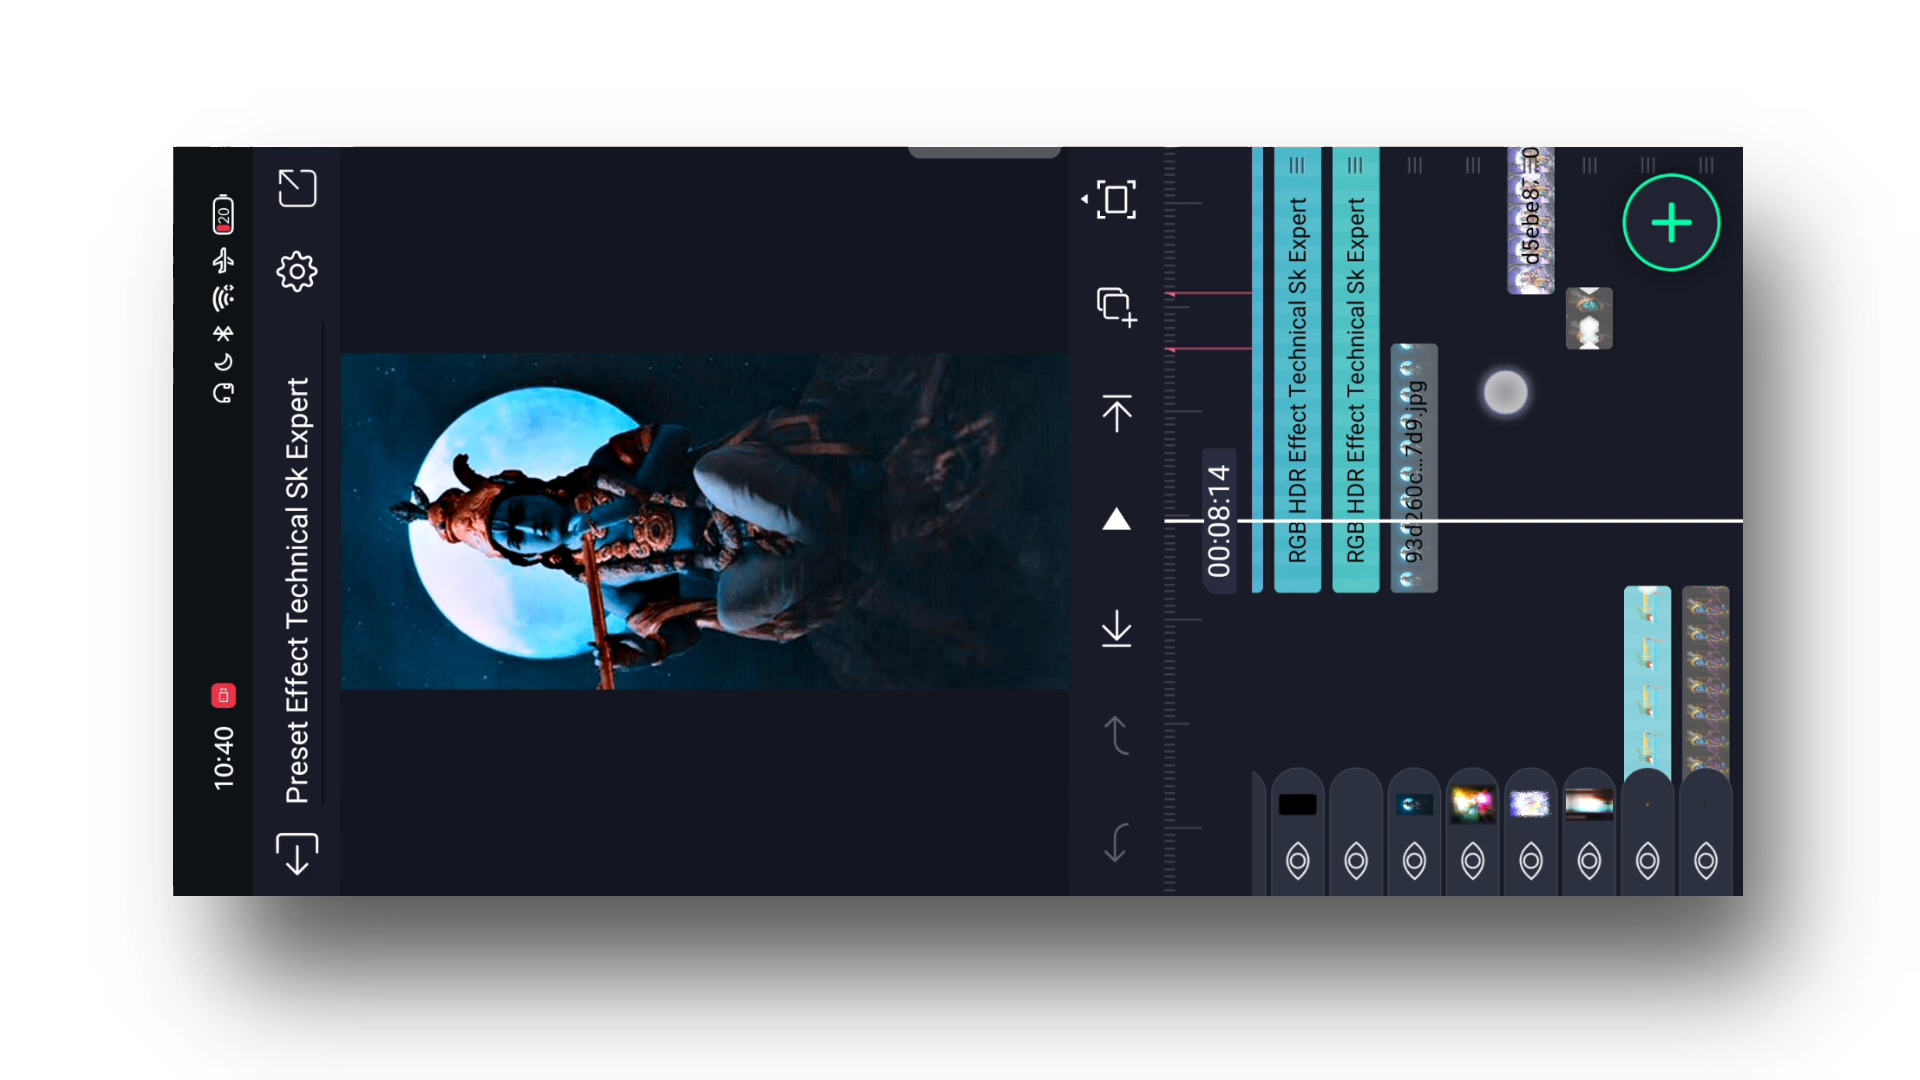 10:40
20
Preset Effect Technical Sk Expert
00:08:14
RGB HDR Effect Technical Sk Expert
RGB HDR Effect Technical Sk Expert
93d260c...7d9.jpg